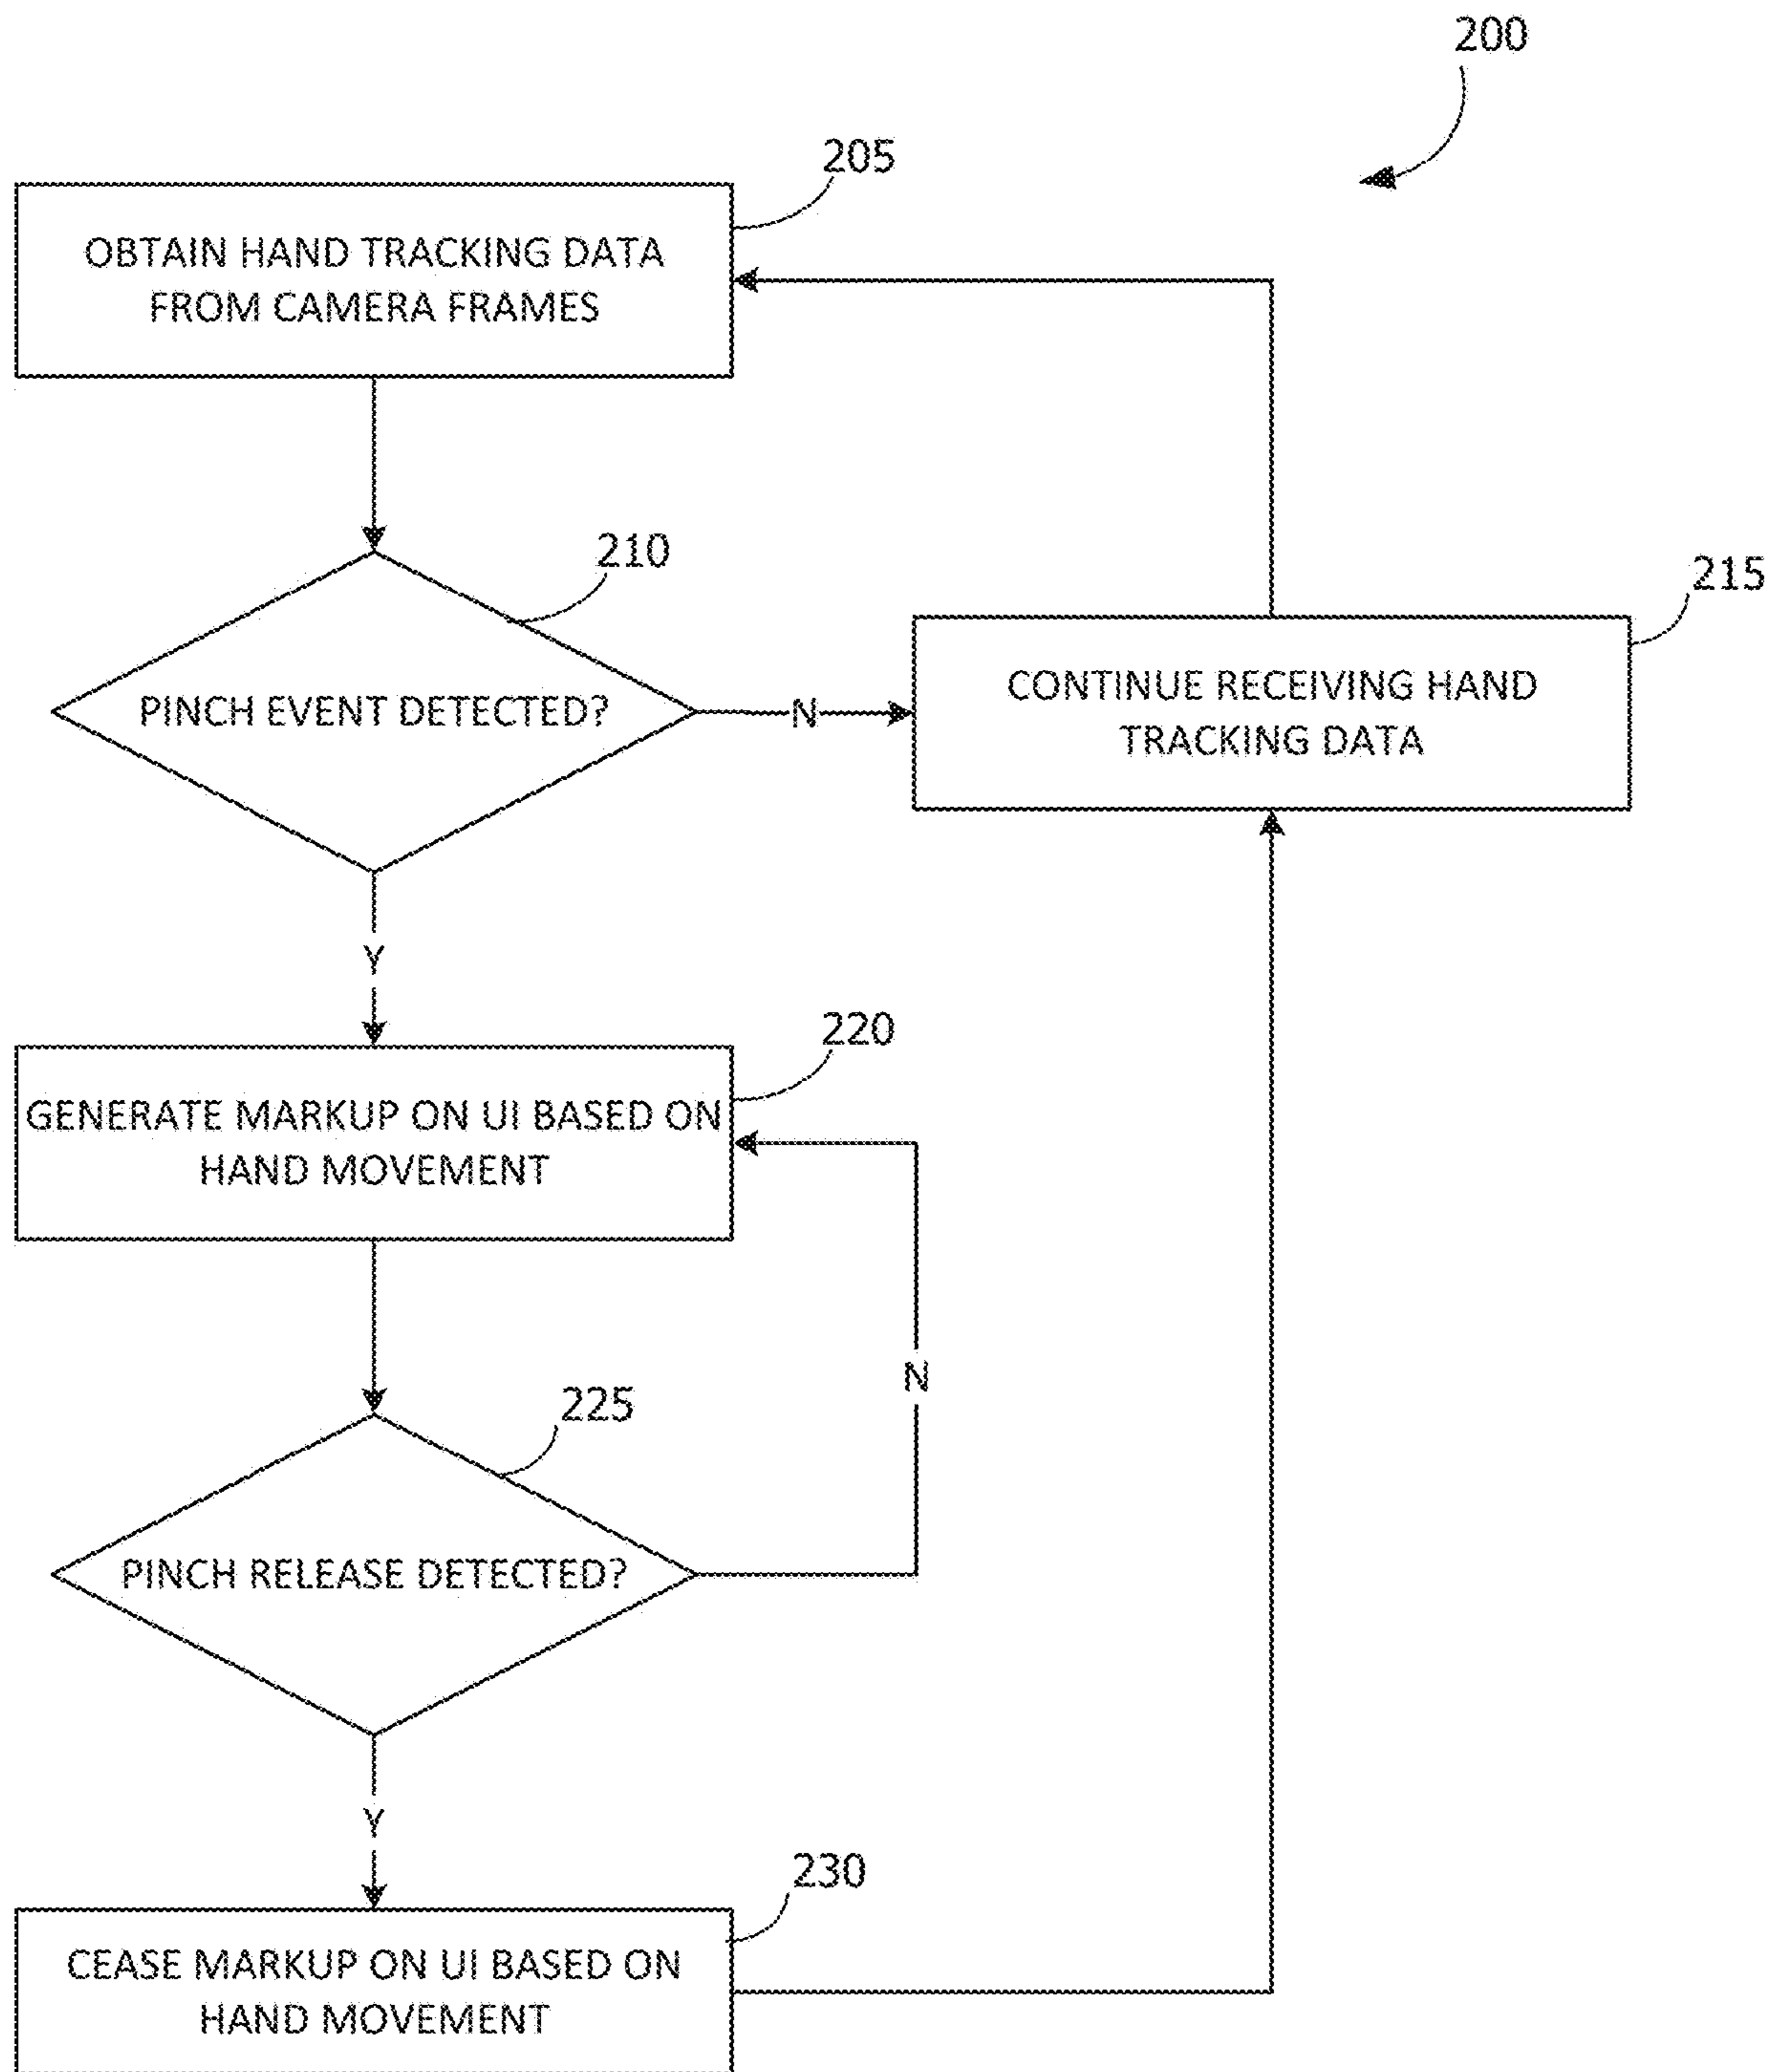 200
205
OBTAIN HAND TRACKING DATA
FROM CAMERA FRAMES
210
PINCH EVENT DETECTED?
N
215
CONTINUE RECEIVING HAND
TRACKING DATA
Y
220
GENERATE MARKUP ON UI BASED ON
HAND MOVEMENT
N
225
PINCH RELEASE DETECTED?
Y
230
CEASE MARKUP ON UI BASED ON
HAND MOVEMENT